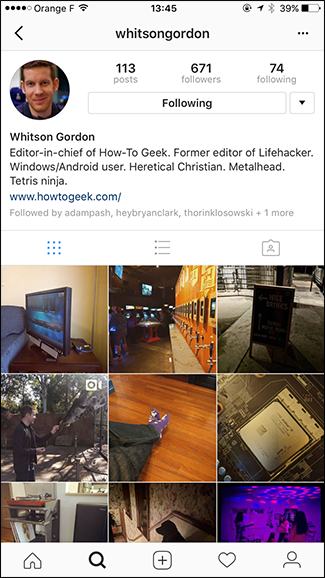 Orange F 13:45 39%
whitsongordon
113 671 74
posts followers following
Following
Whitson Gordon
Editor-in-chief of How-To Geek. Former editor of Lifehacker.
Windows/Android user. Heretical Christian. Metalhead.
Tetris ninja.
www.howtogeek.com/
Followed by adampash, heybryanclark, thorinklosowski + 1 more